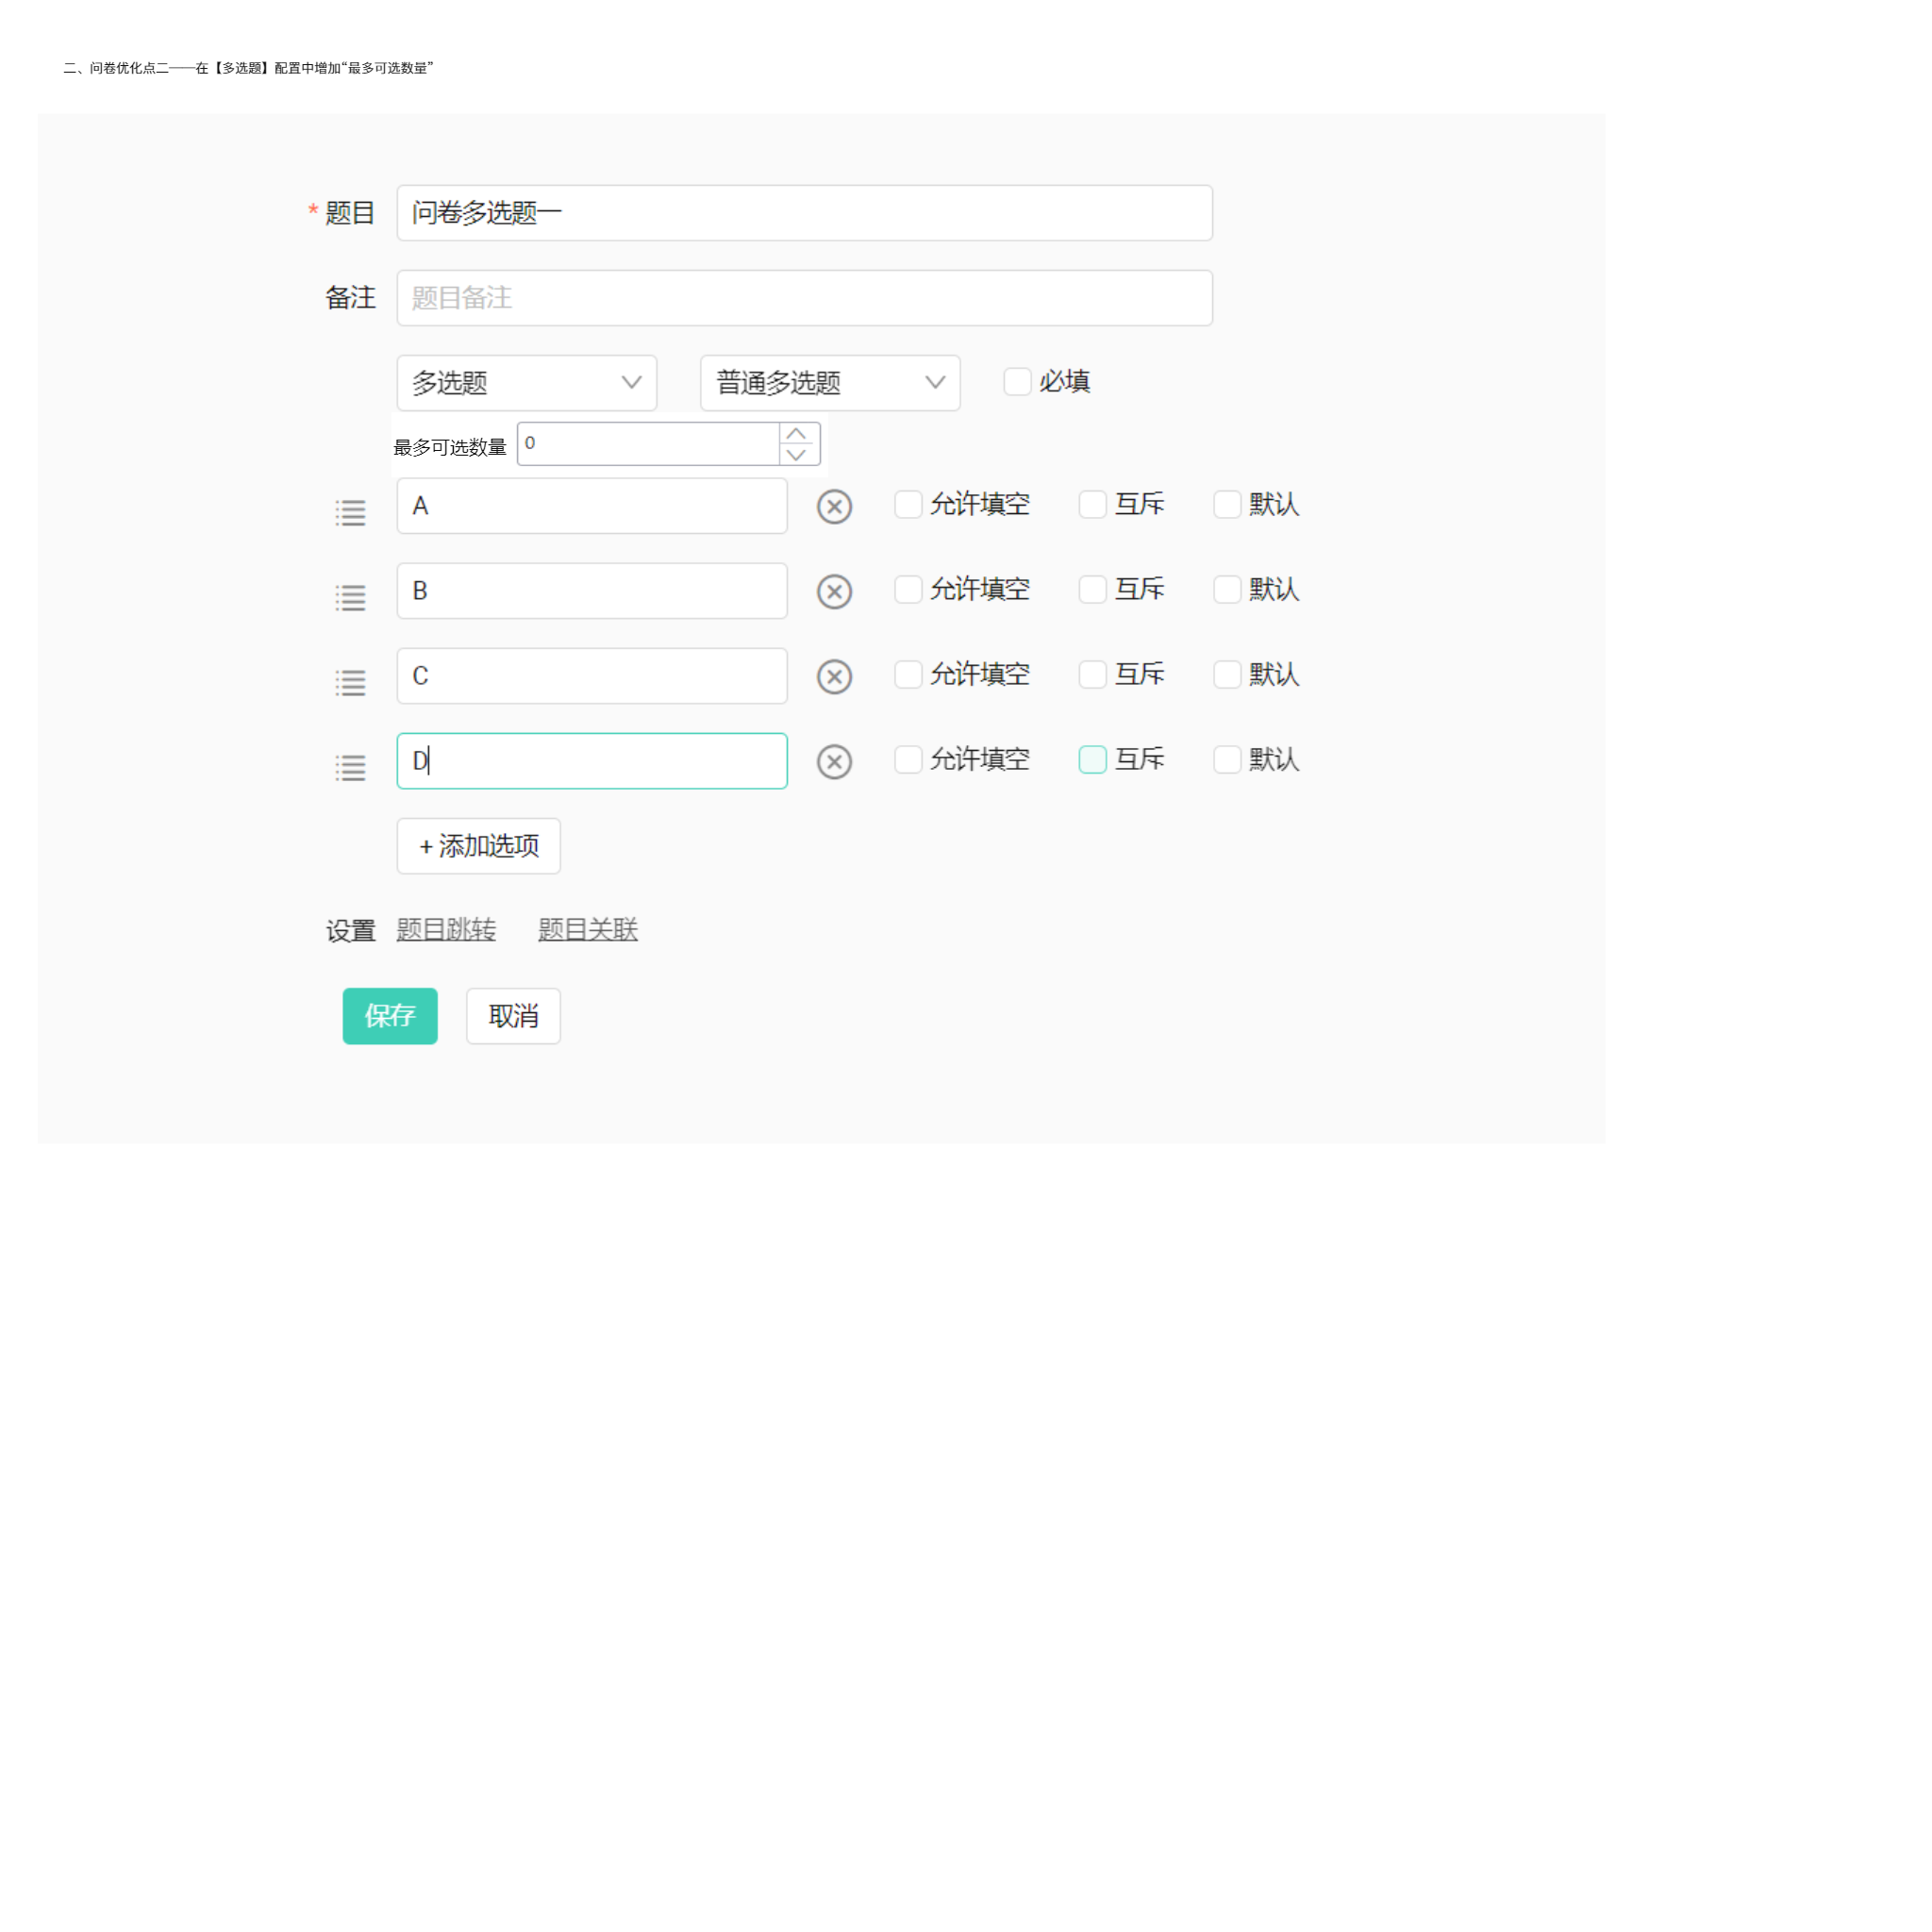 二、问卷优化点二——在【多选题】配置中增加“最多可选数量”
* 题目 问卷多选题一
备注 题目备注
多选题 普通多选题 必填
最多可选数量 0
A 允许填空 互斥 默认
B 允许填空 互斥 默认
C 允许填空 互斥 默认
D 允许填空 互斥 默认
+ 添加选项
设置 题目跳转 题目关联
保存 取消